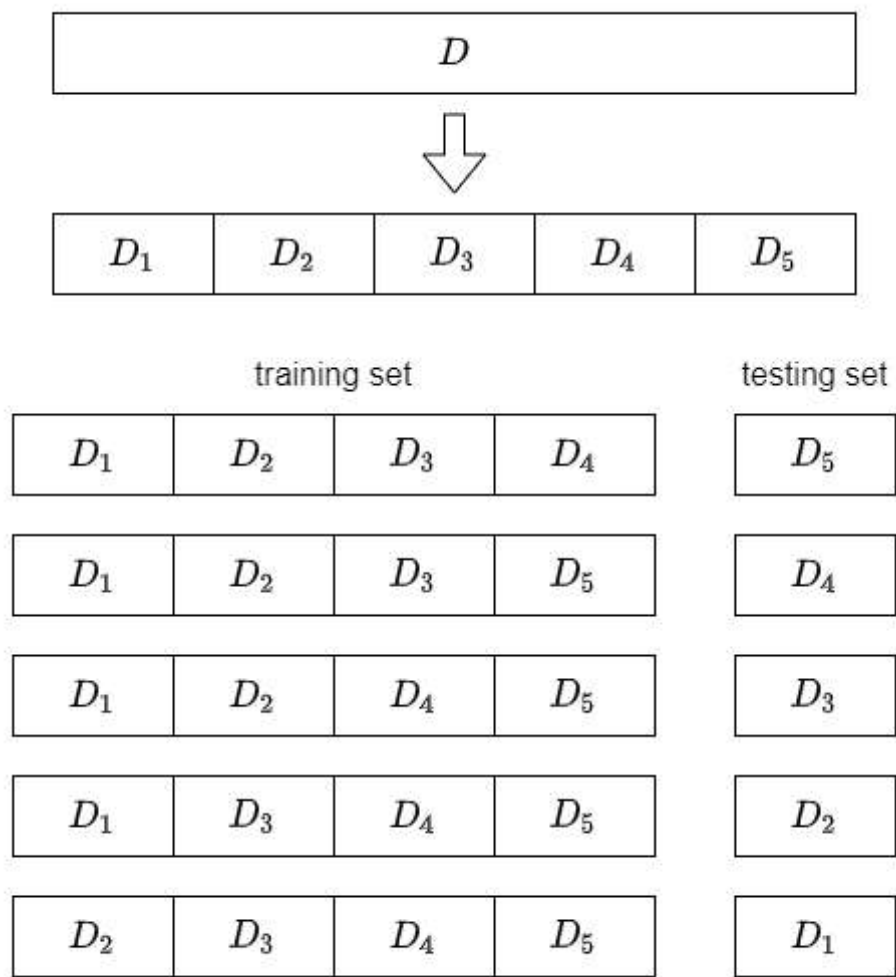 D
D₁ D₂ D₃ D₄ D₅
training set testing set
D₁ D₂ D₃ D₄ D₅
D₁ D₂ D₃ D₅ D₄
D₁ D₂ D₄ D₅ D₃
D₁ D₃ D₄ D₅ D₂
D₂ D₃ D₄ D₅ D₁